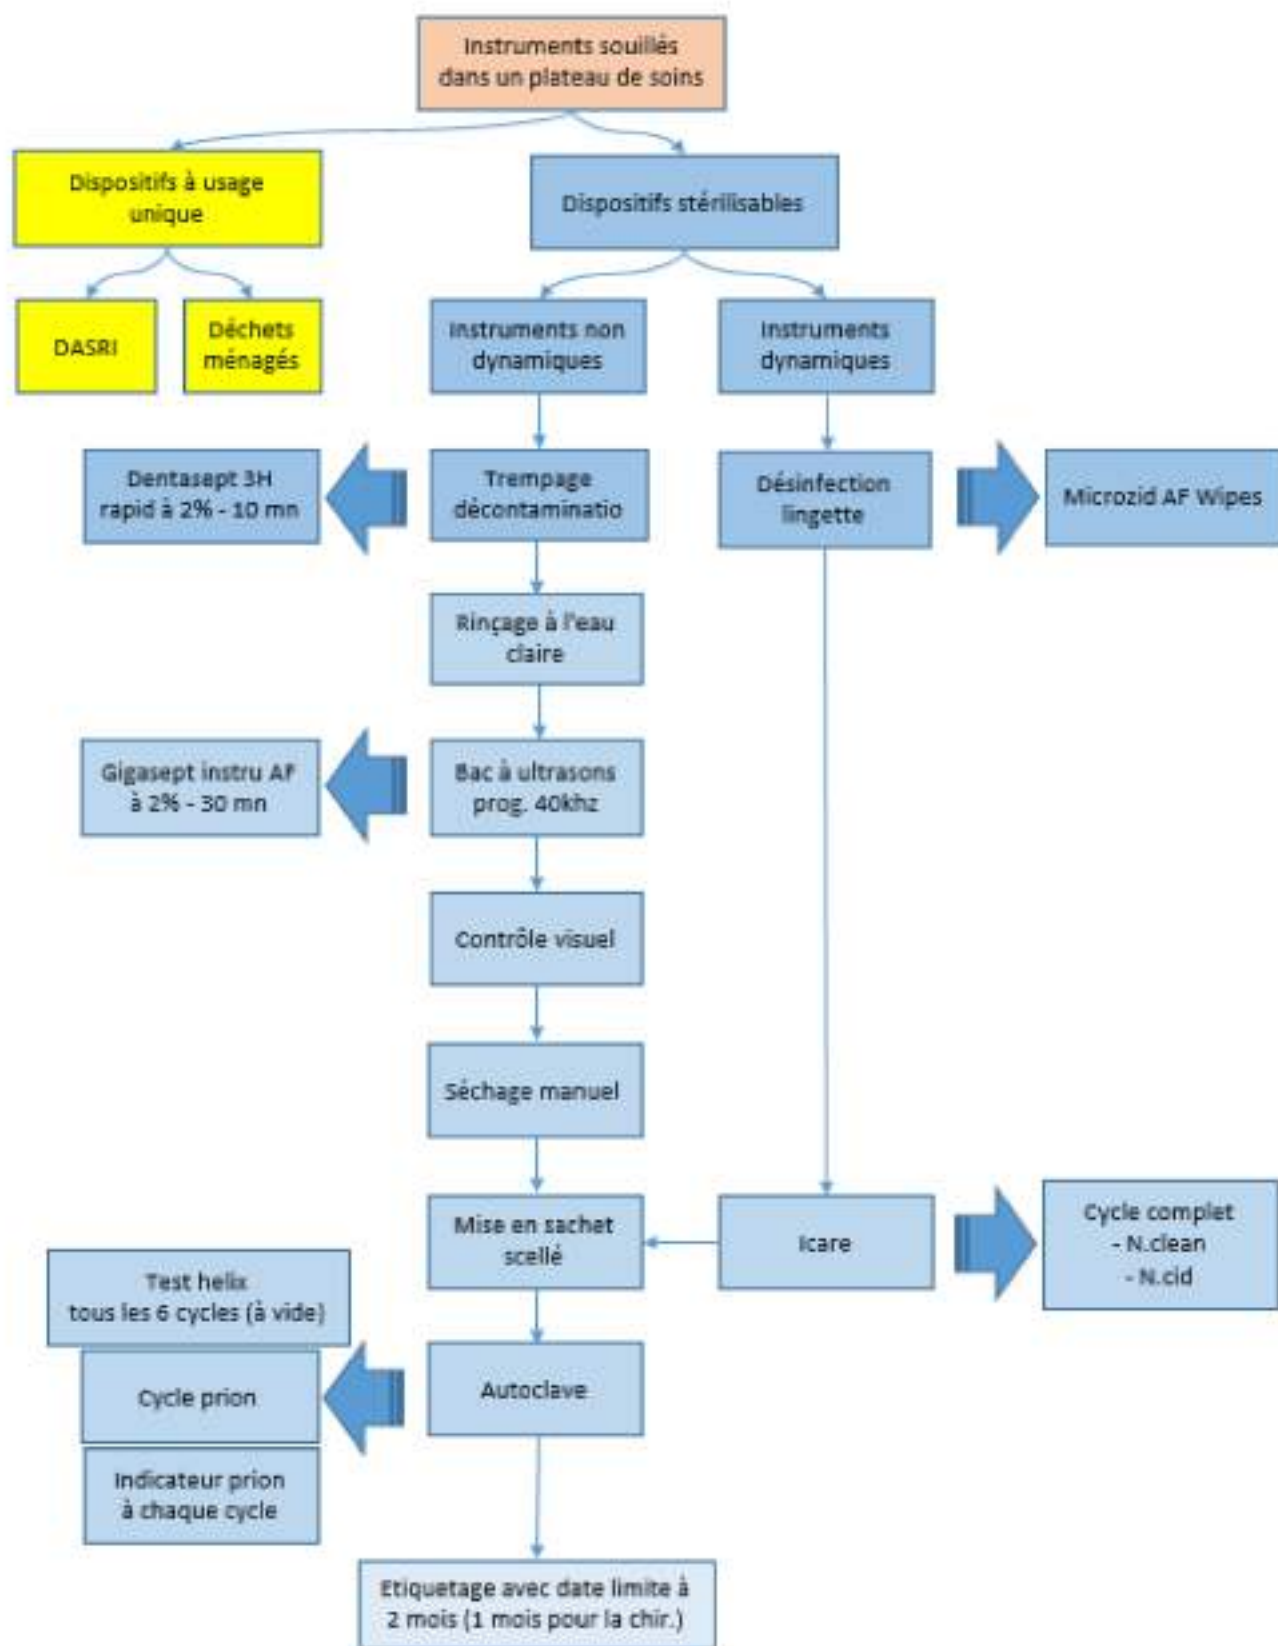 Instruments souillés
dans un plateau de soins
Dispositifs à usage
unique
Dispositifs stérilisables
DASRI
Déchets
ménagés
Instruments non
dynamiques
Instruments
dynamiques
Dentasept 3H
rapid à 2% - 10 mn
Trempage
décontaminatio
Désinfection
lingette
Microzid AF Wipes
Rinçage à l'eau
claire
Gigasept instru AF
à 2% - 30 mn
Bac à ultrasons
prog. 40khz
Contrôle visuel
Séchage manuel
Mise en sachet
scellé
Icare
Cycle complet
- N.clean
- N.cid
Test helix
tous les 6 cycles (à vide)
Cycle prion
Autoclave
Indicateur prion
à chaque cycle
Etiquetage avec date limite à
2 mois (1 mois pour la chir.)